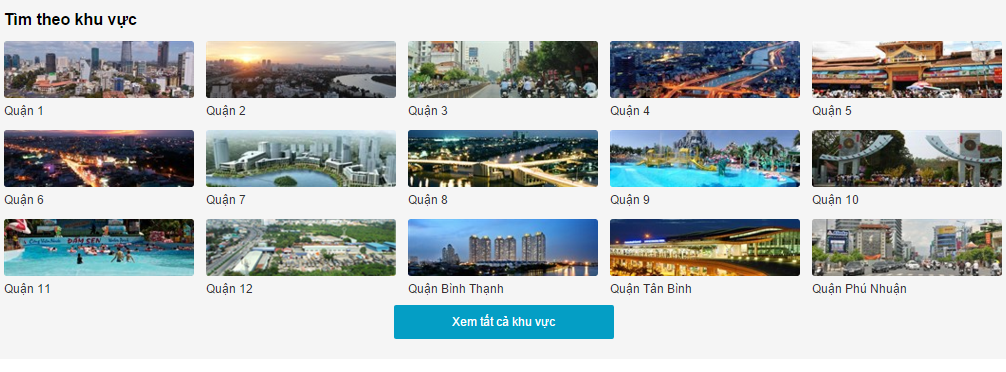 Tìm theo khu vực
Quận 1
Quận 2
Quận 3
Quận 4
Quận 5
Quận 6
Quận 7
Quận 8
Quận 9
Quận 10
ĐẦM SEN
Quận 11
Quận 12
Quận Bình Thạnh
Quận Tân Bình
Quận Phú Nhuận
Xem tất cả khu vực